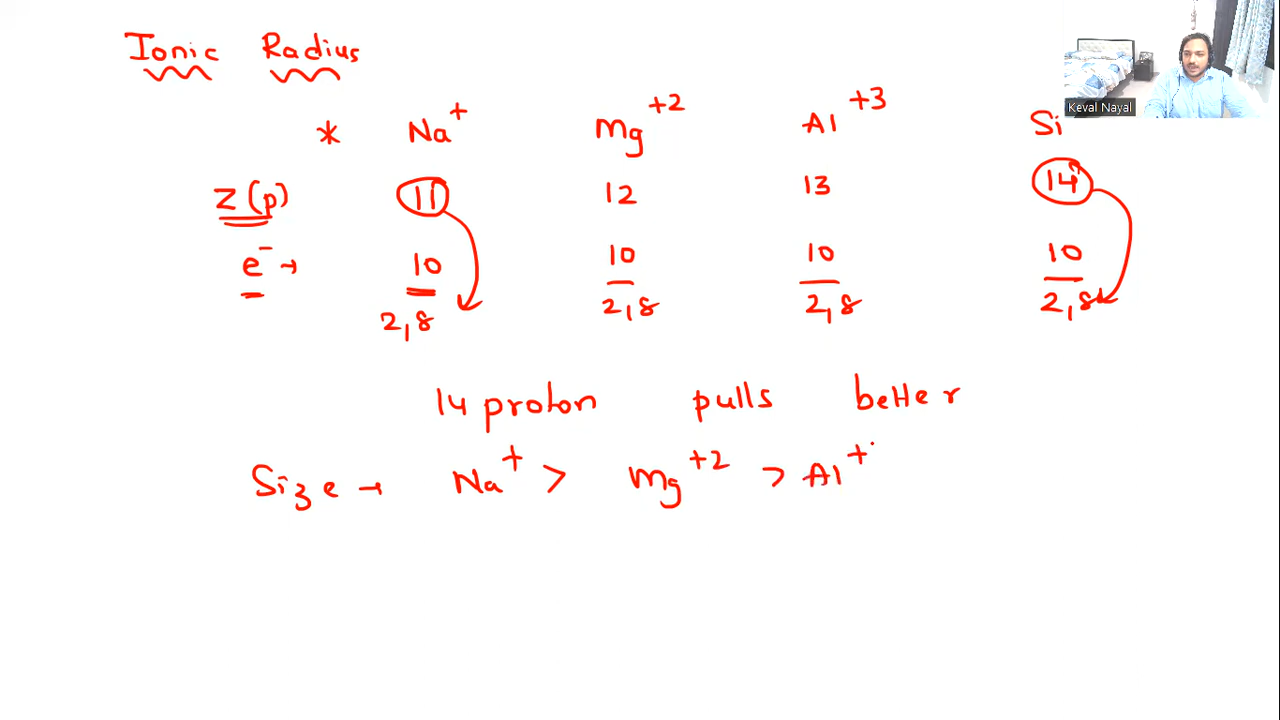 Ionic Radius
Keval Nayal
* Na+ Mg+2 Al+3 Si
Z(p) 11 12 13 14
e- → 10 10 10 10
2,8 2,8 2,8 2,8
14 proton pulls better
Size → Na+ > Mg+2 > Al+